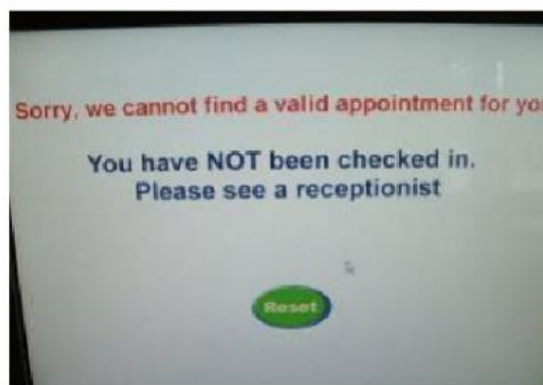 Sorry, we cannot find a valid appointment for yo
You have NOT been checked in.
Please see a receptionist
Reset